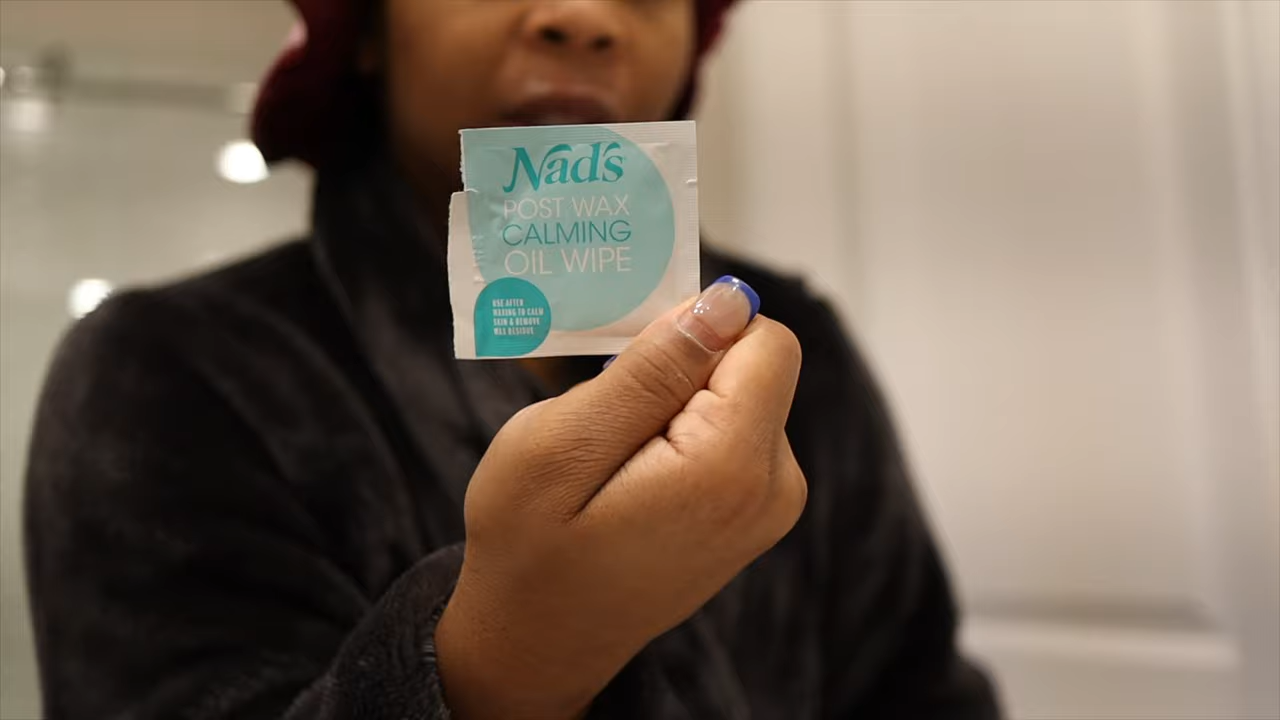 Nad's
POST WAX
CALMING
OIL WIPE
USE AFTER
WAXING TO CALM
SKIN & REMOVE
WAX RESIDUE